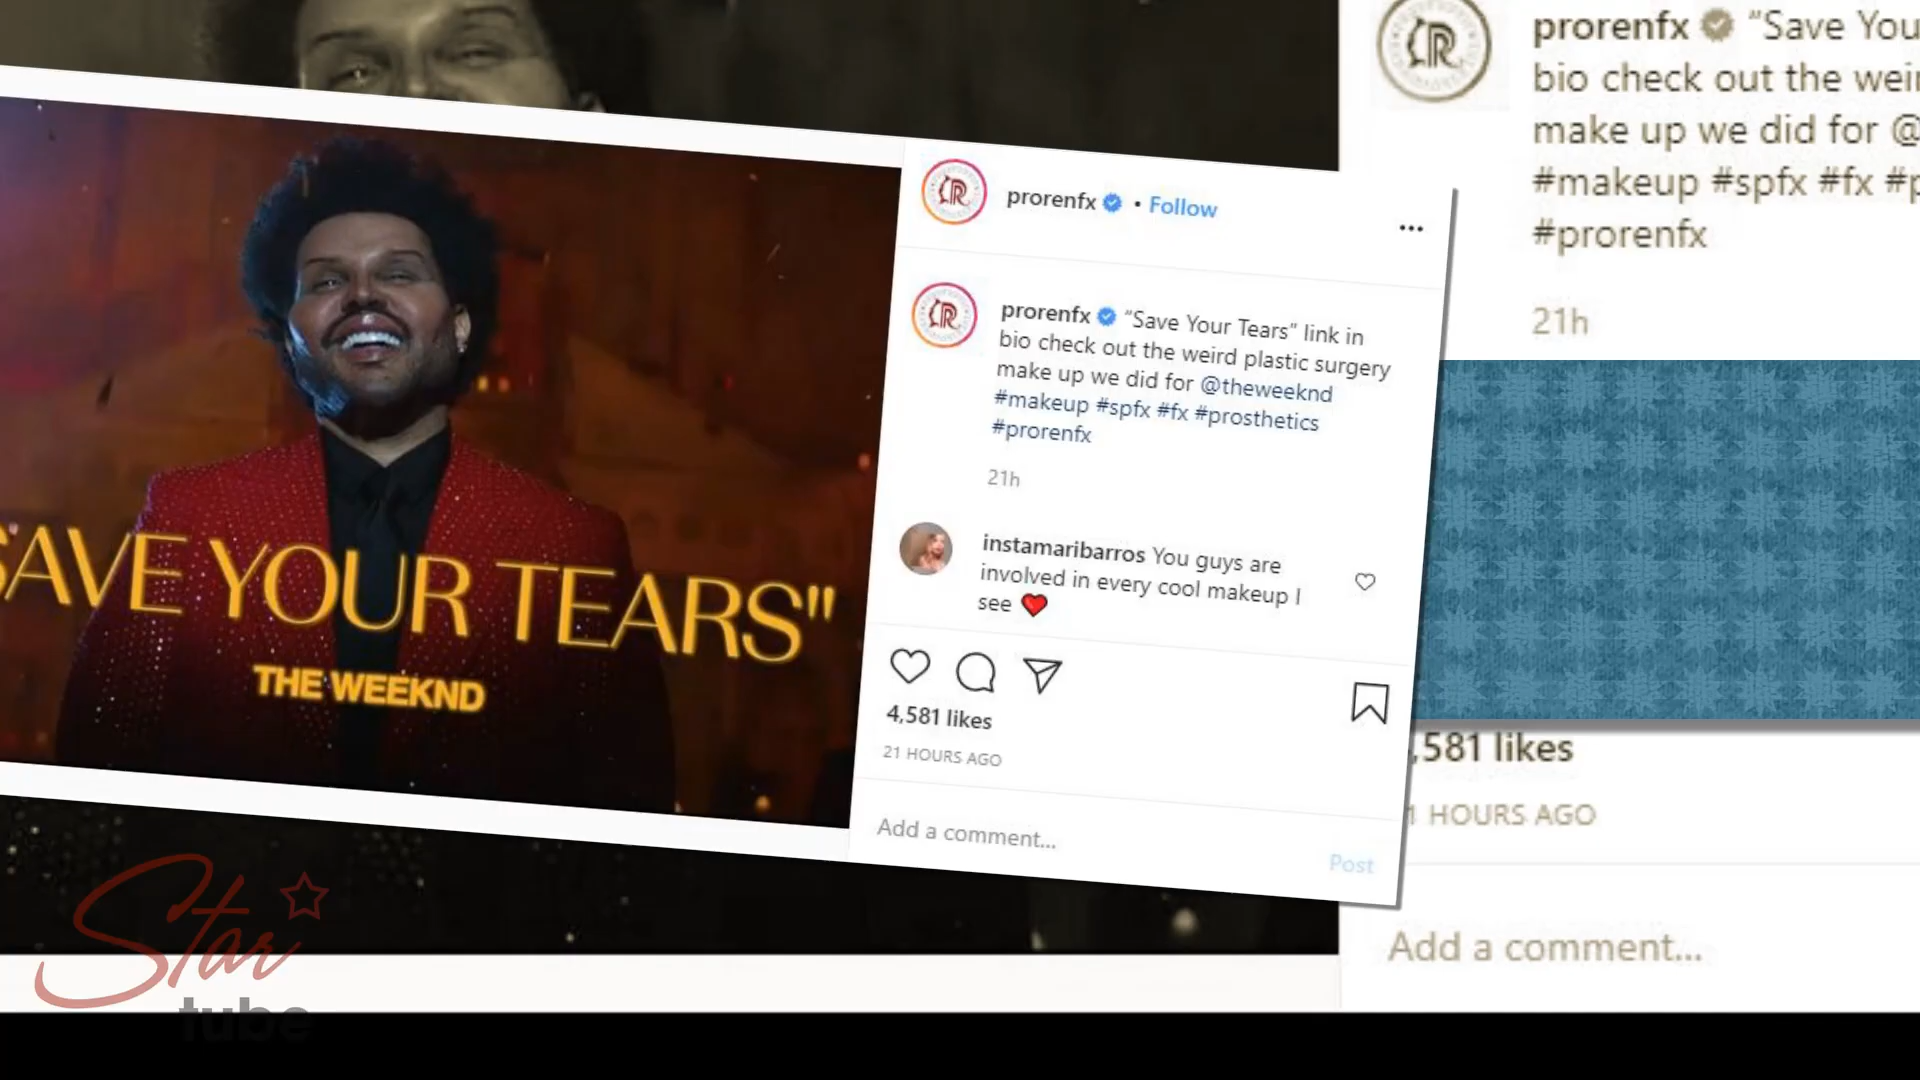 prorenfx "Save You
bio check out the weir
make up we did for @
#makeup #spfx #fx #p
#prorenfx
21h
,581 likes
1 HOURS AGO
Add a comment...
SAVE YOUR TEARS"
THE WEEKND
prorenfx • Follow
prorenfx "Save Your Tears" link in
bio check out the weird plastic surgery
make up we did for @theweeknd
#makeup #spfx #fx #prosthetics
#prorenfx
21h
instamaribarros You guys are
involved in every cool makeup I
see ❤️
4,581 likes
21 HOURS AGO
Add a comment...
Post
Star
tube